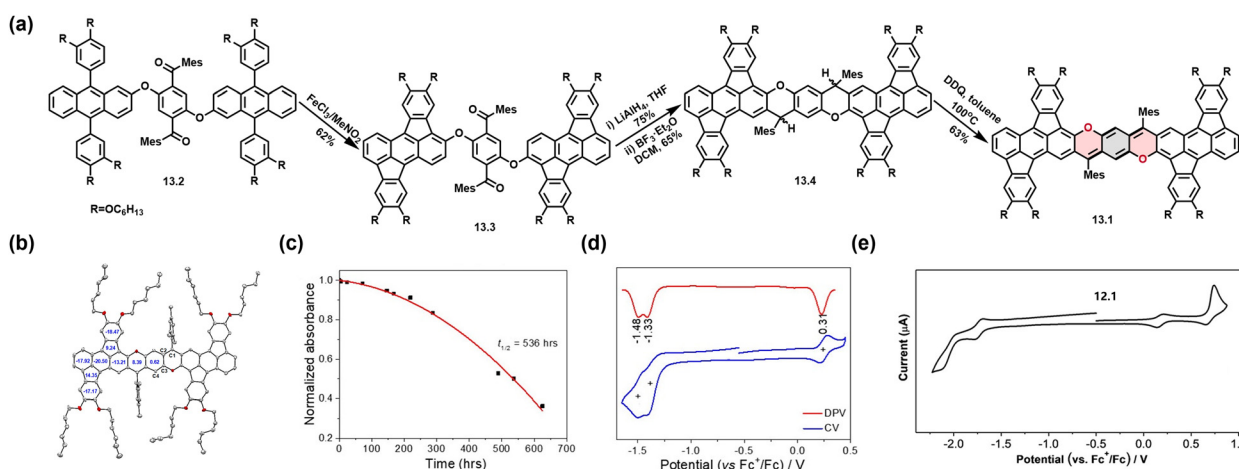 (a)
R
R
R
R
O
Mes
O
O
Mes
O
R
R
R
R
13.2
R=OC6H13
FeCl3/MeNO2
62%
R
R
R
R
O
Mes
O
O
Mes
O
R
R
R
R
13.3
i) LiAlH4, THF
75%
ii) BF3·Et2O
DCM, 65%
R
R
R
R
H
Mes
O
O
Mes
H
R
R
R
R
13.4
DDQ, toluene
100°C
63%
R
R
R
R
O
Mes
Mes
O
R
R
R
R
13.1
(b)
-18.47
9.24
-17.92
-20.50
-13.21
8.39
0.62
14.35
-17.17
C2
C1
C3
C4
(c)
Normalized absorbance
1.0
0.8
0.6
0.4
0.2
t1/2 = 536 hrs
0 100 200 300 400 500 600 700
Time (hrs)
(d)
-1.48
-1.33
0.31
DPV
CV
-1.5 -1.0 -0.5 0.0 0.5
Potential (vs Fc+/Fc) / V
(e)
12.1
Current (μA)
-2.0 -1.5 -1.0 -0.5 0.0 0.5 1.0
Potential (vs. Fc+/Fc) / V